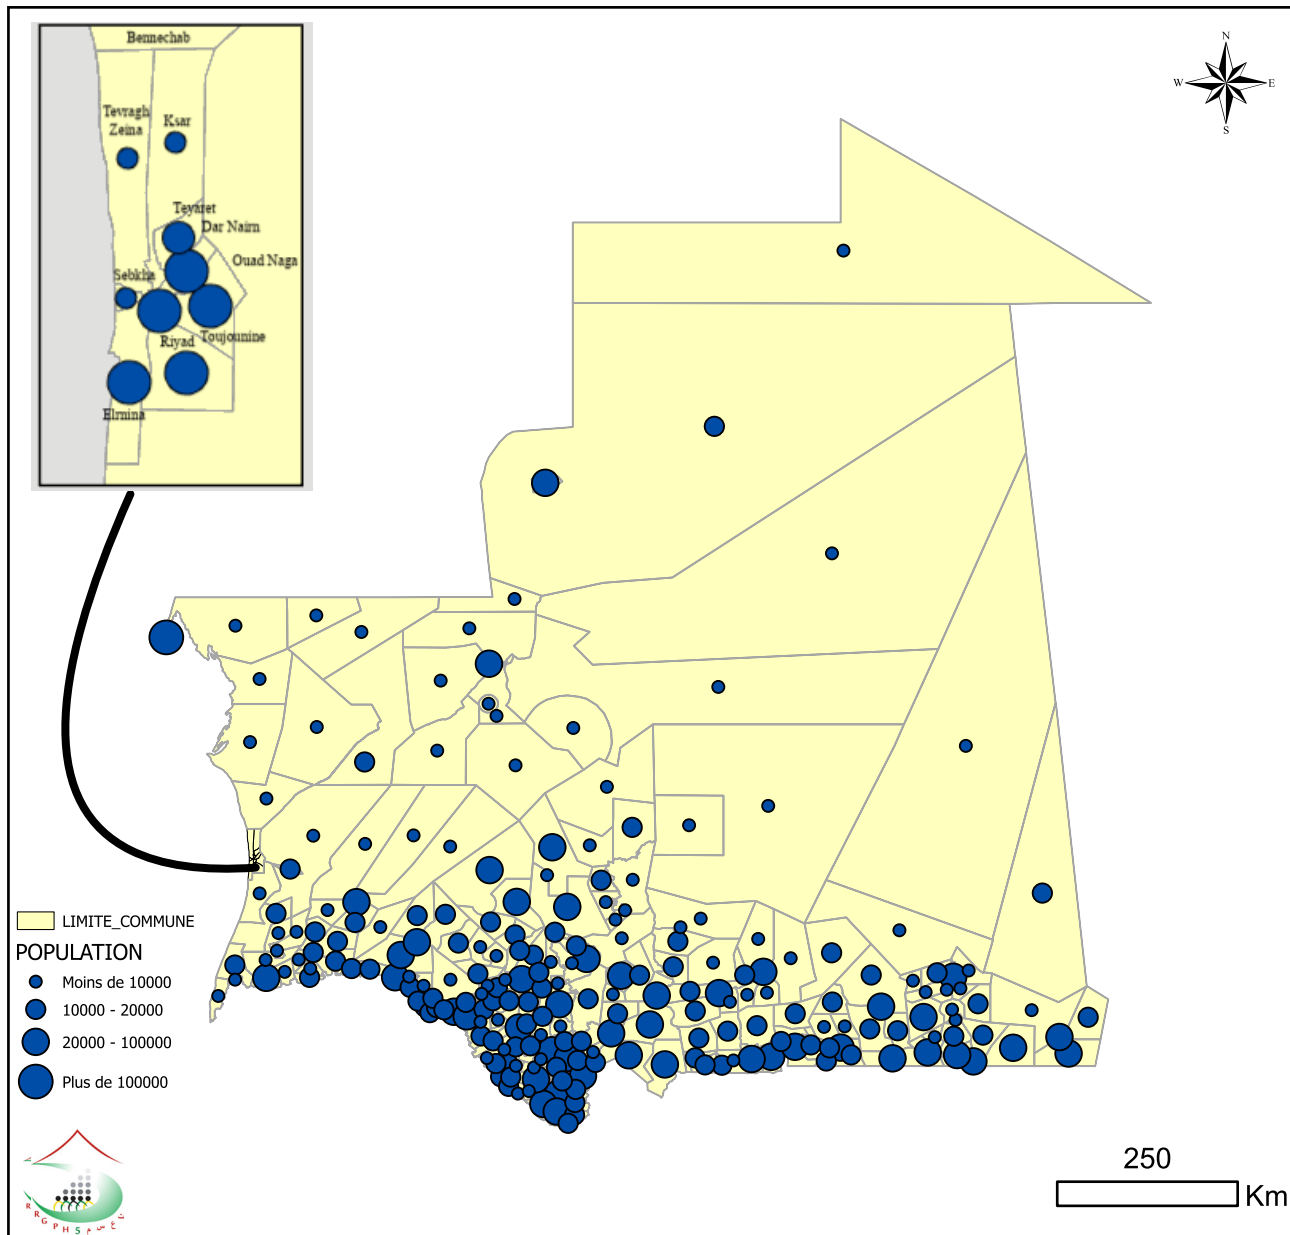 Bennechab
Tevragh
Zeina
Ksar
Teyaret
Dar Naim
Ouad Naga
Sebkha
Toujounine
Riyad
Elmina
N
W
E
S
LIMITE_COMMUNE
POPULATION
Moins de 10000
10000 - 20000
20000 - 100000
Plus de 100000
250
Km
RRGPH5